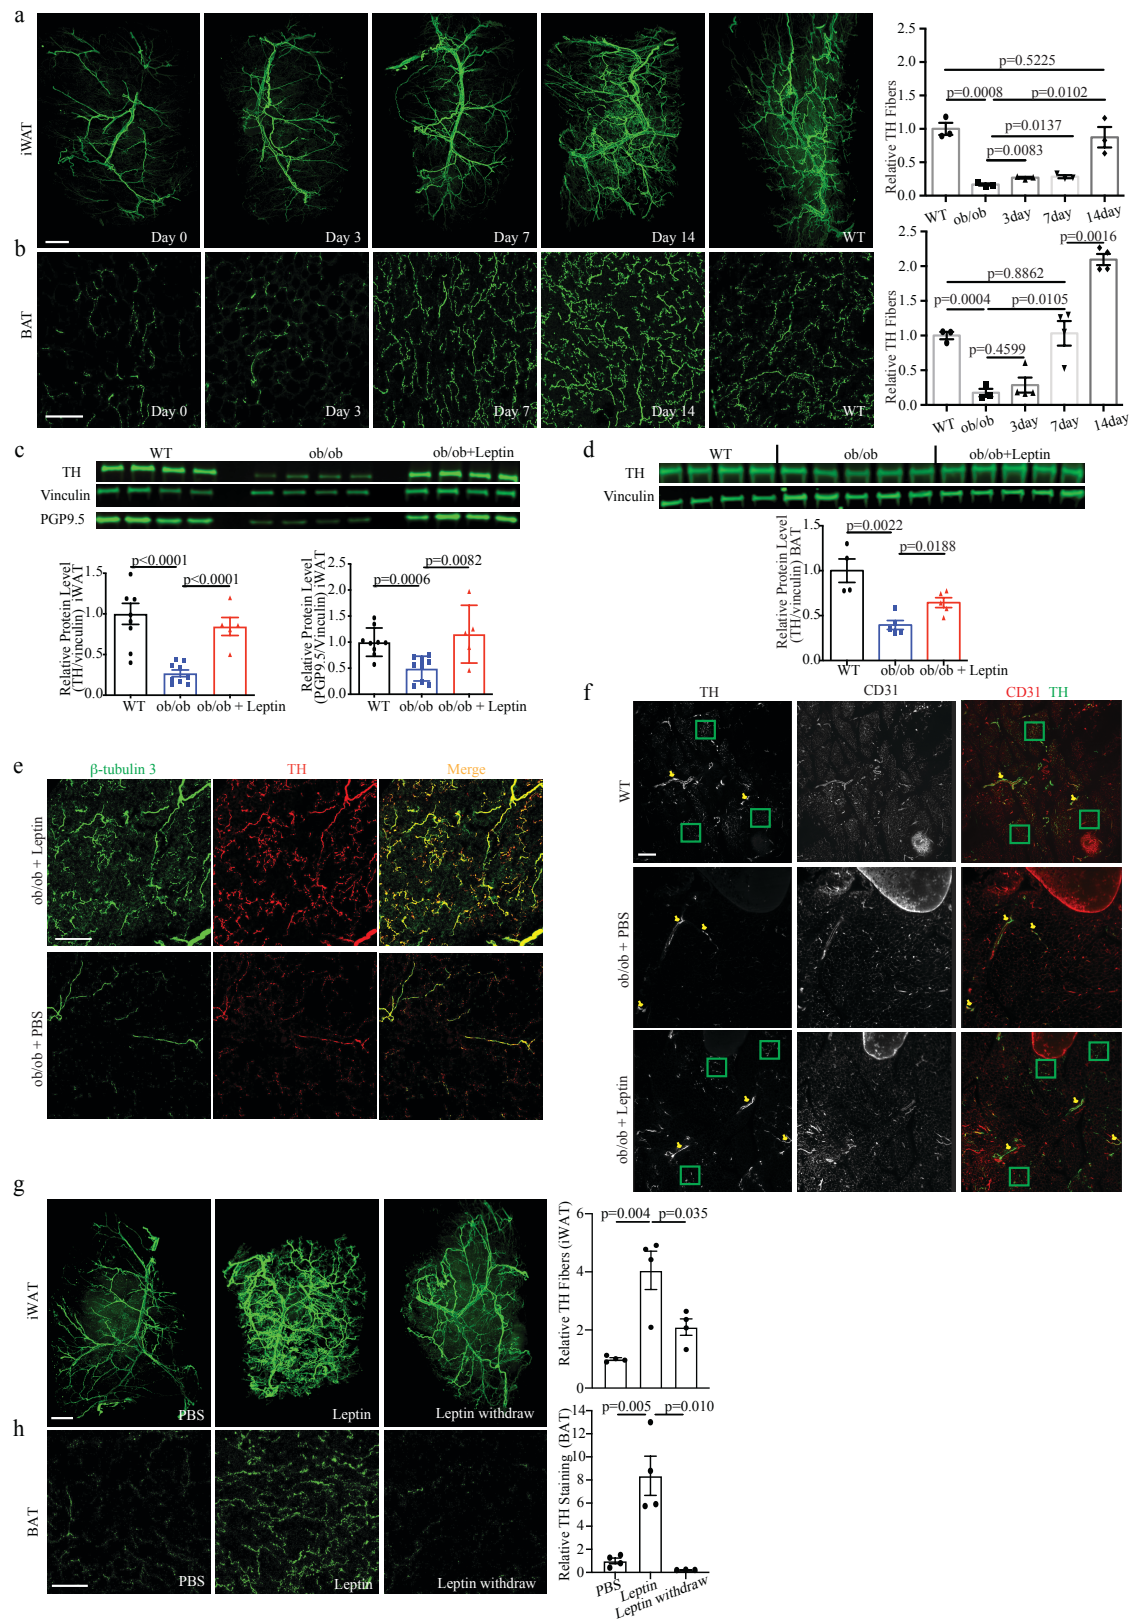 a
iWAT
Day 0
Day 3
Day 7
Day 14
WT
Relative TH Fibers
2.5
2.0
1.5
1.0
0.5
0.0
p=0.5225
p=0.0008
p=0.0102
p=0.0137
p=0.0083
WT
ob/ob
3day
7day
14day
b
BAT
Day 0
Day 3
Day 7
Day 14
WT
Relative TH Fibers
2.5
2.0
1.5
1.0
0.5
0.0
p=0.0016
p=0.8862
p=0.0004
p=0.0105
p=0.4599
WT
ob/ob
3day
7day
14day
c
WT
ob/ob
ob/ob+Leptin
TH
Vinculin
PGP9.5
Relative Protein Level
(TH/vinculin) iWAT
1.5
1.0
0.5
0.0
p<0.0001
p<0.0001
WT
ob/ob
ob/ob + Leptin
Relative Protein Level
(PGP9.5/Vinculin) iWAT
2.5
2.0
1.5
1.0
0.5
0.0
p=0.0006
p=0.0082
WT
ob/ob
ob/ob + Leptin
d
WT
ob/ob
ob/ob+Leptin
TH
Vinculin
Relative Protein Level
(TH/vinculin) BAT
1.5
1.0
0.5
0.0
p=0.0022
p=0.0188
WT
ob/ob
ob/ob + Leptin
e
β-tubulin 3
TH
Merge
ob/ob + Leptin
ob/ob + PBS
f
TH
CD31
CD31 TH
WT
ob/ob + PBS
ob/ob + Leptin
g
iWAT
PBS
Leptin
Leptin withdraw
Relative TH Fibers (iWAT)
6
4
2
0
p=0.004
p=0.035
h
BAT
PBS
Leptin
Leptin withdraw
Relative TH Staining (BAT)
14
12
10
8
6
4
2
0
p=0.005
p=0.010
PBS
Leptin
Leptin withdraw